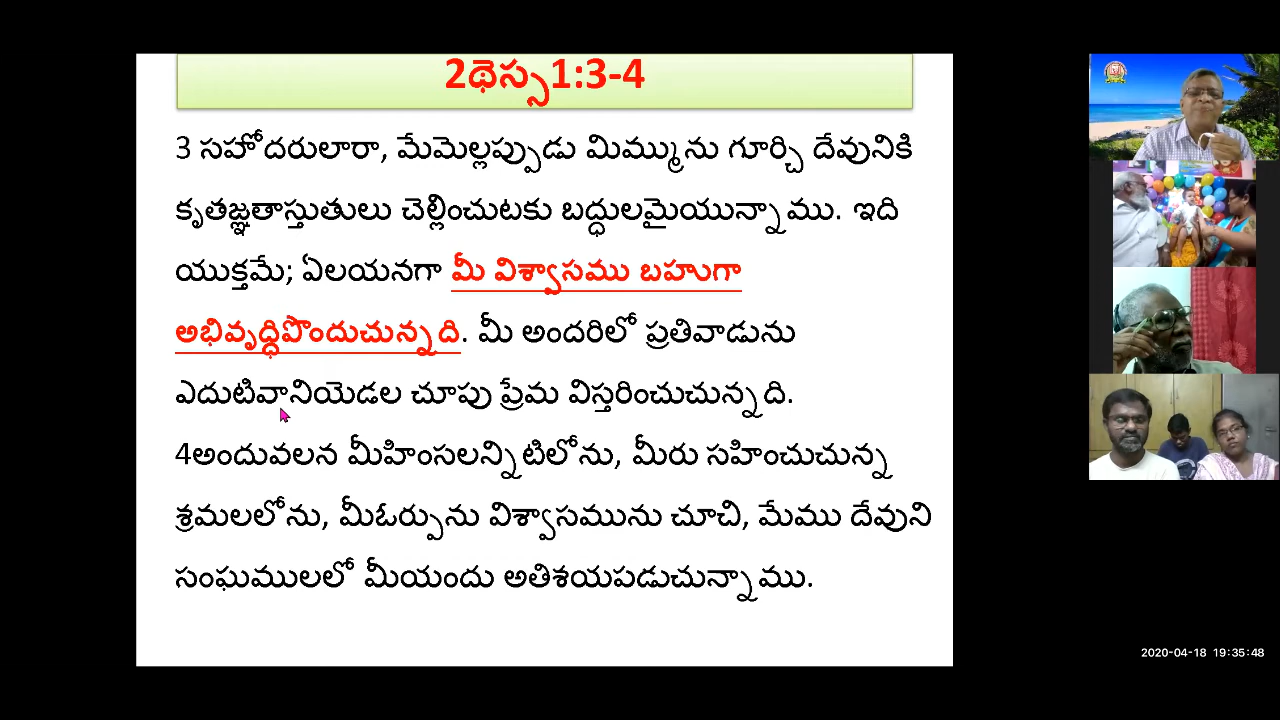 2థెస్స1:3-4
3 సహోదరులారా, మేమెల్లప్పుడు మిమ్మును గూర్చి దేవునికి
కృతజ్ఞతాస్తుతులు చెల్లించుటకు బద్ధులమైయున్నాము. ఇది
యుక్తమే; ఏలయనగా మీ విశ్వాసము బహుగా
అభివృద్ధిపొందుచున్నది. మీ అందరిలో ప్రతివాడును
ఎదుటివానియెడల చూపు ప్రేమ విస్తరించుచున్నది.
4అందువలన మీహింసలన్నిటిలోను, మీరు సహించుచున్న
శ్రమలలోను, మీఓర్పును విశ్వాసమును చూచి, మేము దేవుని
సంఘములలో మీయందు అతిశయపడుచున్నాము.
2020-04-18 19:35:48